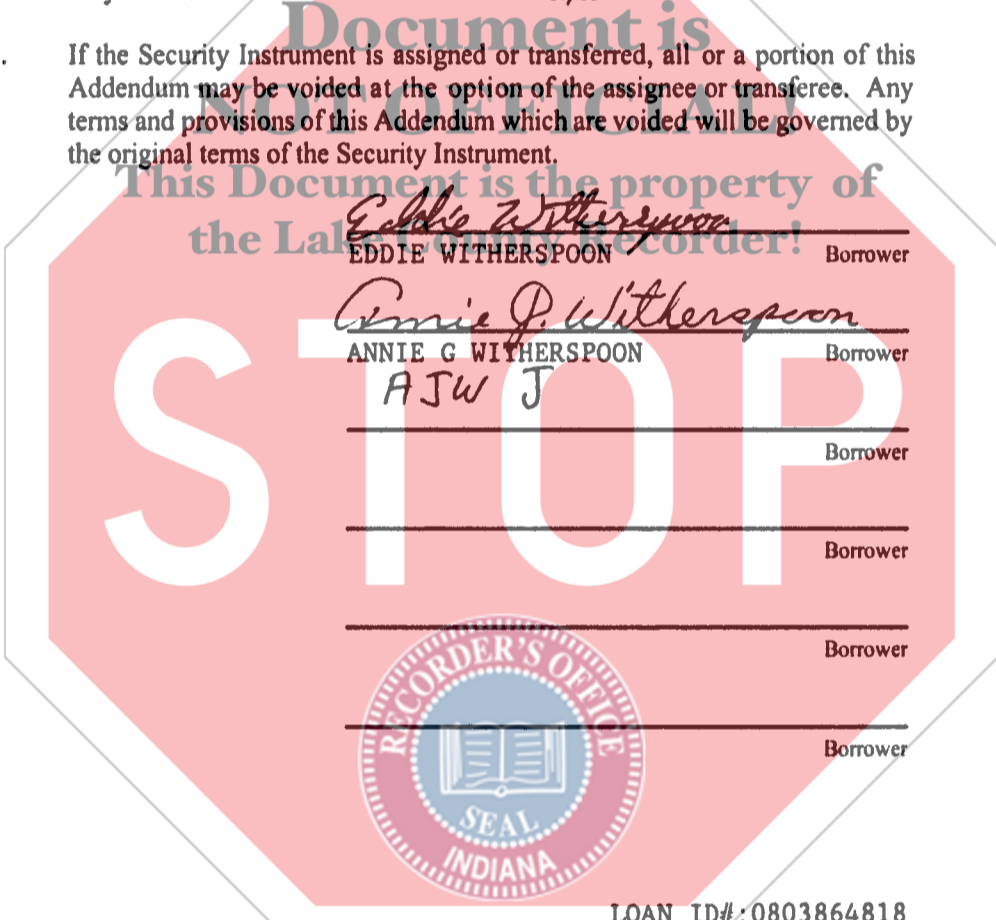 Document is
If the Security Instrument is assigned or transferred, all or a portion of this
Addendum may be voided at the option of the assignee or transferee. Any
NOT OFFICIAL!
terms and provisions of this Addendum which are voided will be governed by
the original terms of the Security Instrument.
This Document is the property of
Eddie Witherspoon
the Lake County Recorder!
EDDIE WITHERSPOON Borrower
Annie J. Witherspoon
ANNIE G WITHERSPOON Borrower
AJW J
STOP
Borrower
Borrower
Borrower
Borrower
RECORDER'S OFFICE
SEAL
INDIANA
LOAN ID#:0803864818